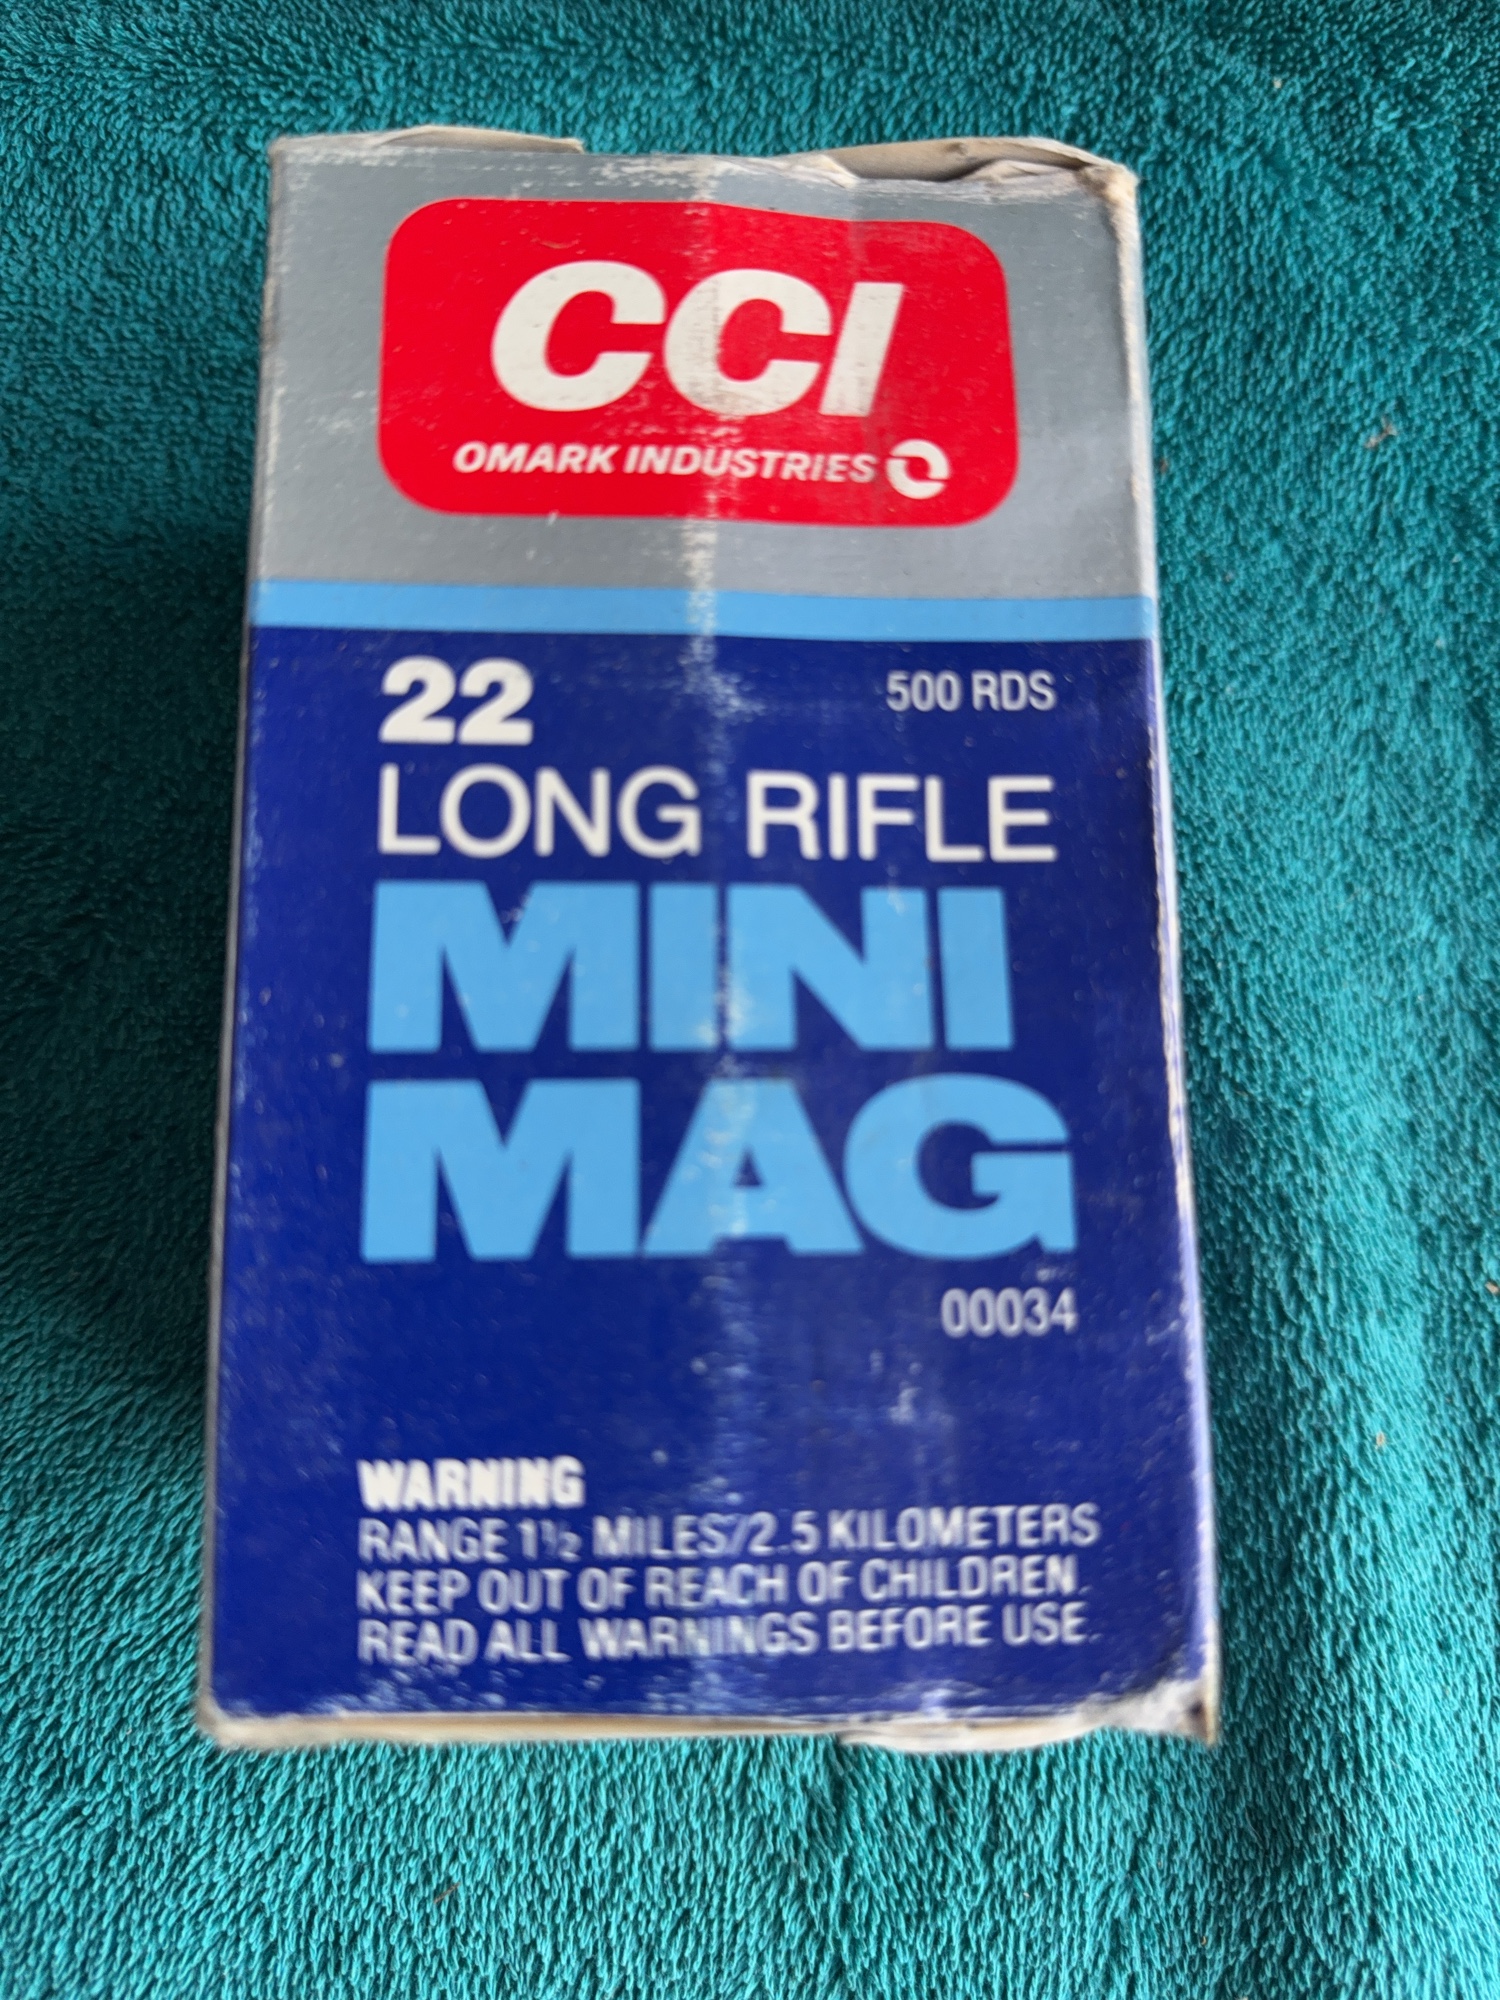 CCI
OMARK INDUSTRIES
22
500 RDS
LONG RIFLE
MINI
MAG
00034
WARNING
RANGE 1½ MILES/2.5 KILOMETERS
KEEP OUT OF REACH OF CHILDREN.
READ ALL WARNINGS BEFORE USE.